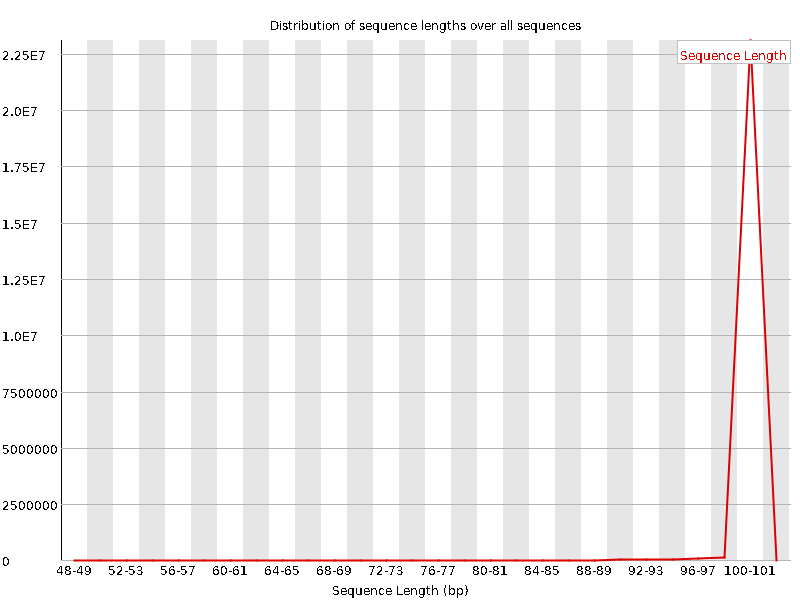 Distribution of sequence lengths over all sequences
Sequence Length
2.25E7
2.0E7
1.75E7
1.5E7
1.25E7
1.0E7
7500000
5000000
2500000
0
48-49 52-53 56-57 60-61 64-65 68-69 72-73 76-77 80-81 84-85 88-89 92-93 96-97 100-101
Sequence Length (bp)